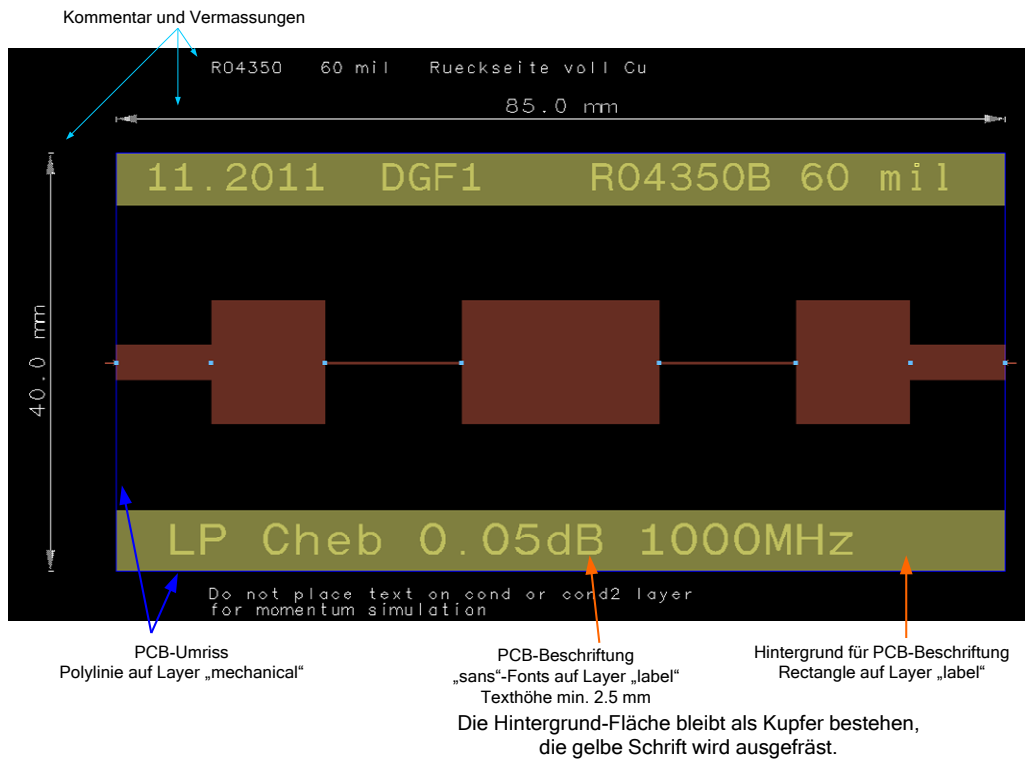 Kommentar und Vermassungen
RO4350 60 mil Rueckseite voll Cu
85.0 mm
11.2011 DGF1 RO4350B 60 mil
40.0 mm
LP Cheb 0.05dB 1000MHz
Do not place text on cond or cond2 layer
for momentum simulation
PCB-Umriss
Polylinie auf Layer „mechanical“
PCB-Beschriftung
„sans“-Fonts auf Layer „label“
Texthöhe min. 2.5 mm
Hintergrund für PCB-Beschriftung
Rectangle auf Layer „label“
Die Hintergrund-Fläche bleibt als Kupfer bestehen,
die gelbe Schrift wird ausgefräst.